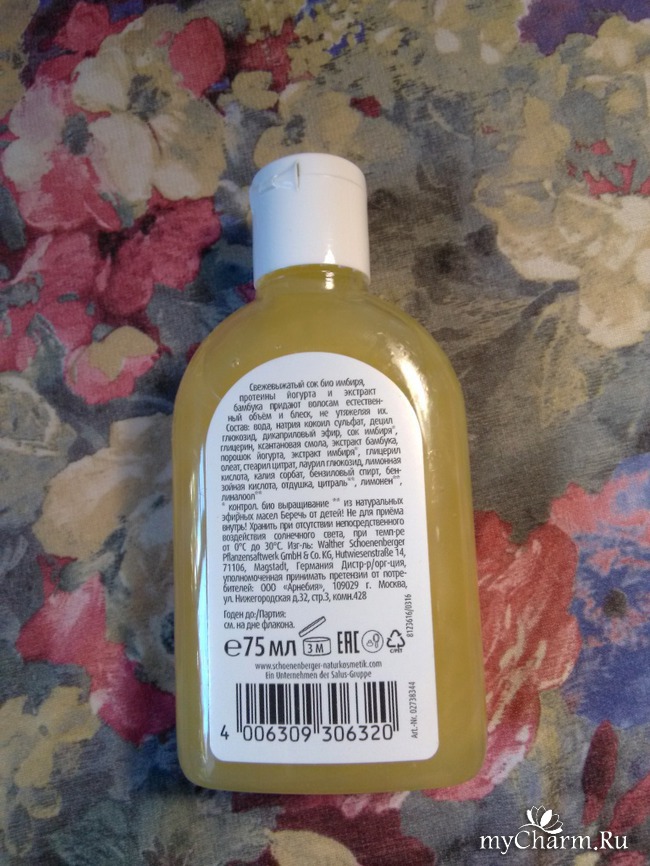 Свежевыжатый сок био имбиря,
протеины йогурта и экстракт
бамбука придают волосам естествен-
ный объём и блеск, не утяжеляя их.
Состав: вода, натрия кокоил сульфат, децил
глюкозид, дикаприловый эфир, сок имбиря*,
глицерин, ксантановая смола, экстракт бамбука,
порошок йогурта, экстракт имбиря*, глицерил
олеат, стеарил цитрат, лаурил глюкозид, лимонная
кислота, калия сорбат, бензиловый спирт, бен-
зойная кислота, отдушка, цитраль**, лимонен**,
линалоол**
* контрол. био выращивание ** из натуральных
эфирных масел Беречь от детей! Не для приёма
внутрь! Хранить при отсутствии непосредственного
воздействия солнечного света, при темп-ре
от 0°С до 30°С. Изг-ль: Walther Schoenenberger
Pflanzensaftwerk GmbH & Co. KG, Hutwiesenstraße 14,
71106, Magstadt, Германия Дистр-р/орг-ция,
уполномоченная принимать претензии от потре-
бителей: ООО «Арнебия», 109029 г. Москва,
ул. Нижегородская д.32, стр.3, комн.428
Годен до:/Партия:
см. на дне флакона.
8123616/0316
℮75 мл 3 M EAC C/PET
www.schoenenberger-naturkosmetik.com
Ein Unternehmen der Salus-Gruppe
Art.-Nr. 02738344
4 006309 306320
myCharm.Ru